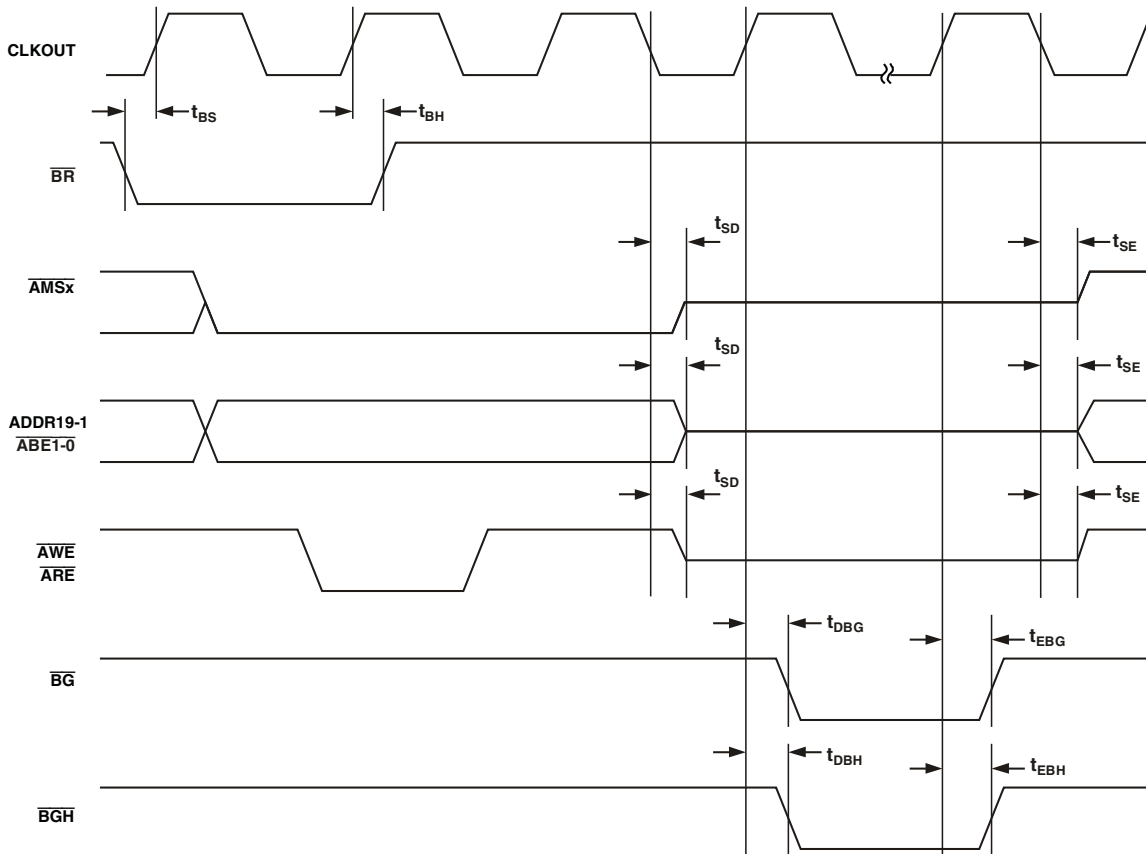 CLKOUT
tBS
tBH
BR
tSD
tSE
AMSx
tSD
tSE
ADDR19-1
ABE1-0
tSD
tSE
AWE
ARE
tDBG
tEBG
BG
tDBH
tEBH
BGH